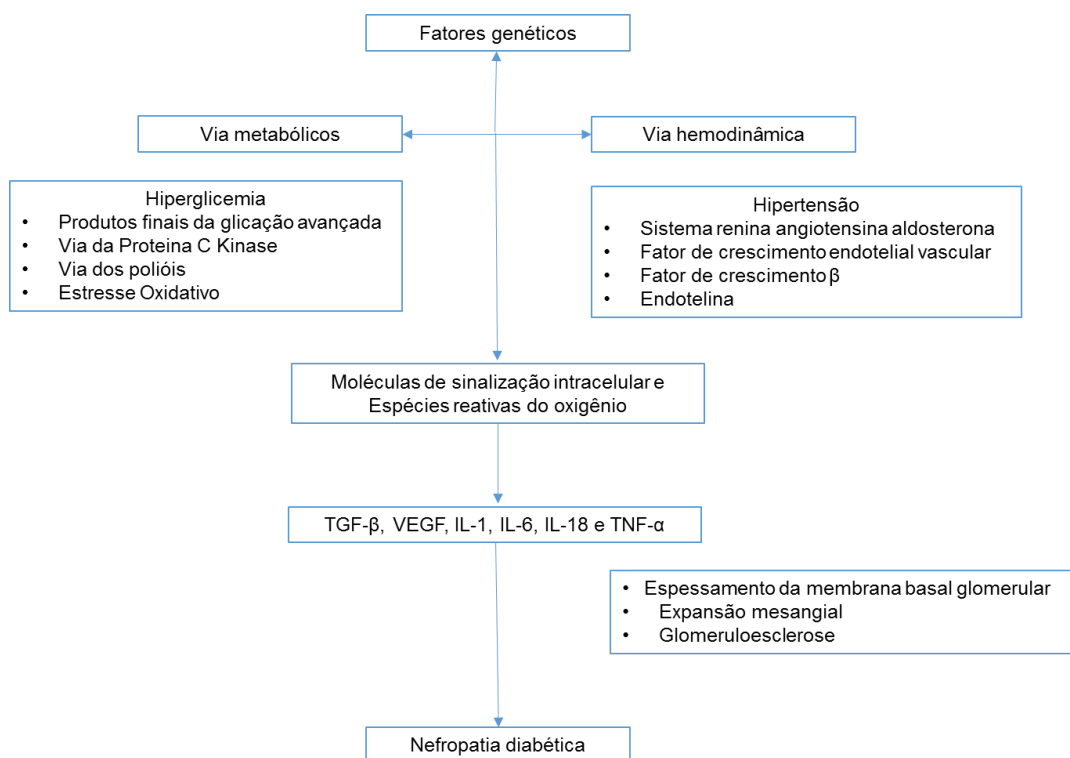 Fatores genéticos
Via metabólicos
Via hemodinâmica
Hiperglicemia
• Produtos finais da glicação avançada
• Via da Proteina C Kinase
• Via dos polióis
• Estresse Oxidativo
Hipertensão
• Sistema renina angiotensina aldosterona
• Fator de crescimento endotelial vascular
• Fator de crescimento β
• Endotelina
Moléculas de sinalização intracelular e
Espécies reativas do oxigênio
TGF-β, VEGF, IL-1, IL-6, IL-18 e TNF-α
• Espessamento da membrana basal glomerular
• Expansão mesangial
• Glomeruloesclerose
Nefropatia diabética